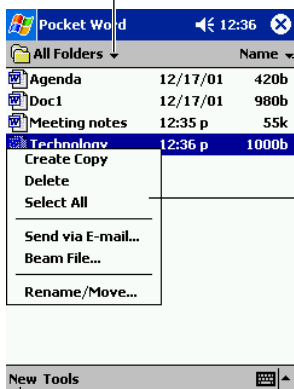 Pocket Word 12:36
All Folders Name
Agenda 12/17/01 420b
Doc1 12/17/01 980b
Meeting notes 12:35 p 55k
Technology 12:36 p 1000b
Create Copy
Delete
Select All
Send via E-mail...
Beam File...
Rename/Move...
New Tools